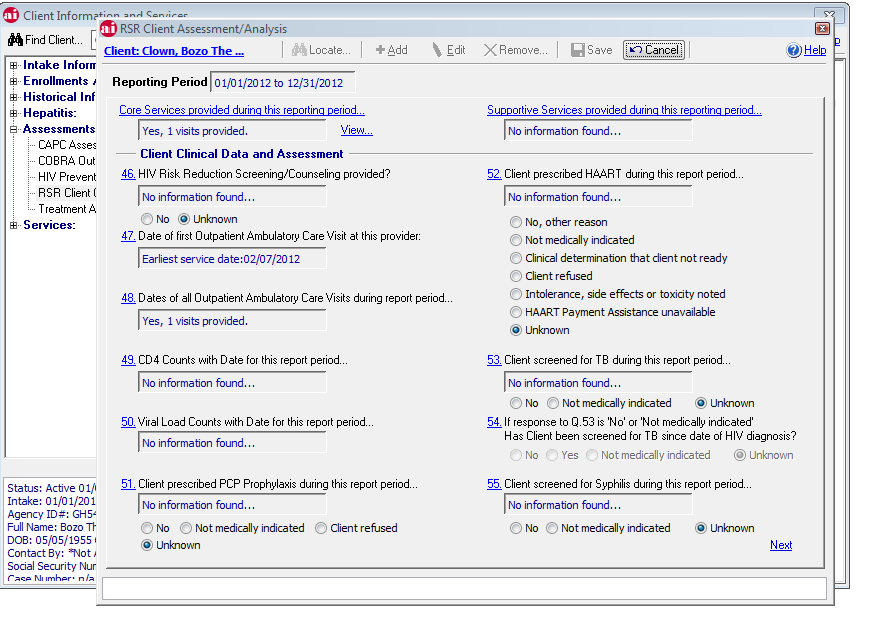 Client Information and Services
RSR Client Assessment/Analysis
Find Client...
Client: Clown, Bozo The ...
Locate...
Add
Edit
Remove...
Save
Cancel
Help
Intake Inform
Enrollments
Historical Inf
Hepatitis:
Assessments
CAPC Asses
COBRA Out
HIV Prevent
RSR Client
Treatment A
Services:
Reporting Period 01/01/2012 to 12/31/2012
Core Services provided during this reporting period...
Yes, 1 visits provided.
View...
Supportive Services provided during this reporting period...
No information found...
Client Clinical Data and Assessment
46. HIV Risk Reduction Screening/Counseling provided?
No information found...
No Unknown
47. Date of first Outpatient Ambulatory Care Visit at this provider:
Earliest service date:02/07/2012
48. Dates of all Outpatient Ambulatory Care Visits during report period...
Yes, 1 visits provided.
49. CD4 Counts with Date for this report period...
No information found...
50. Viral Load Counts with Date for this report period...
No information found...
51. Client prescribed PCP Prophylaxis during this report period...
No information found...
No Not medically indicated Client refused
Unknown
52. Client prescribed HAART during this report period...
No information found...
No, other reason
Not medically indicated
Clinical determination that client not ready
Client refused
Intolerance, side effects or toxicity noted
HAART Payment Assistance unavailable
Unknown
53. Client screened for TB during this report period...
No information found...
No Not medically indicated Unknown
54. If response to Q.53 is 'No' or 'Not medically indicated'
Has Client been screened for TB since date of HIV diagnosis?
No Yes Not medically indicated Unknown
55. Client screened for Syphilis during this report period...
No information found...
No Not medically indicated Unknown
Next
Status: Active 01/
Intake: 01/01/201
Agency ID#: GH54
Full Name: Bozo Th
DOB: 05/05/1955
Contact By: *Not
Social Security Nur
Case Number: n/a